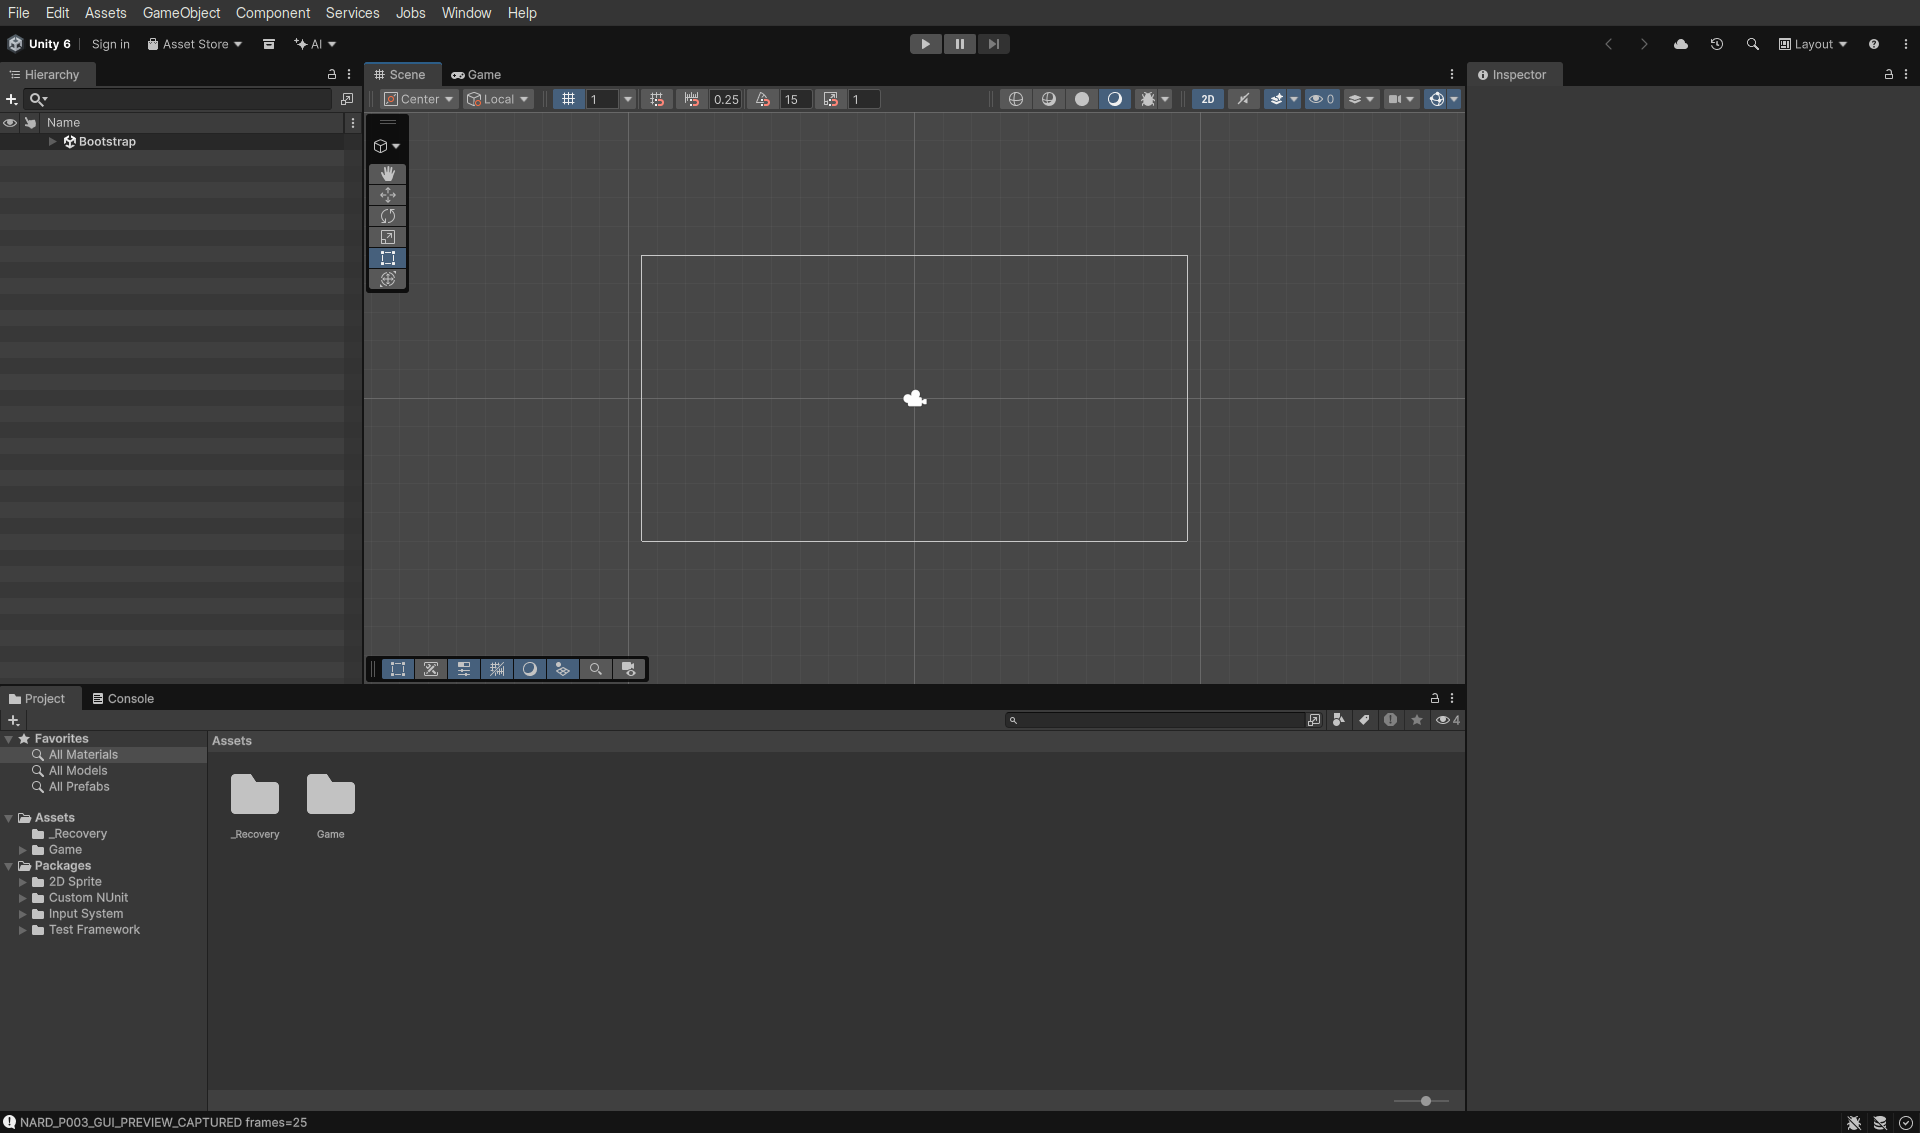 File Edit Assets GameObject Component Services Jobs Window Help
Unity 6 Sign in Asset Store AI Layout
Hierarchy
Scene Game
Inspector
Center Local 1 0.25 15 1 2D 0
Name
Bootstrap
Project Console
4
Favorites
All Materials
All Models
All Prefabs
Assets
_Recovery
Game
Packages
2D Sprite
Custom NUnit
Input System
Test Framework
Assets
_Recovery Game
NARD_P003_GUI_PREVIEW_CAPTURED frames=25